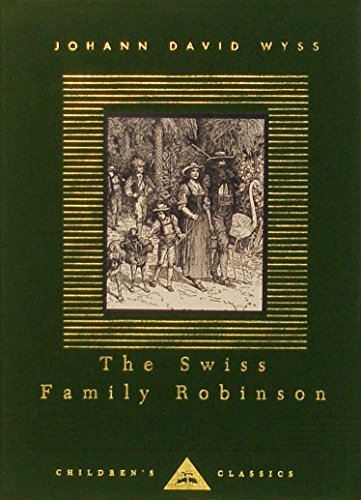 JOHANN DAVID WYSS
The Swiss
Family Robinson
CHILDREN'S CLASSICS